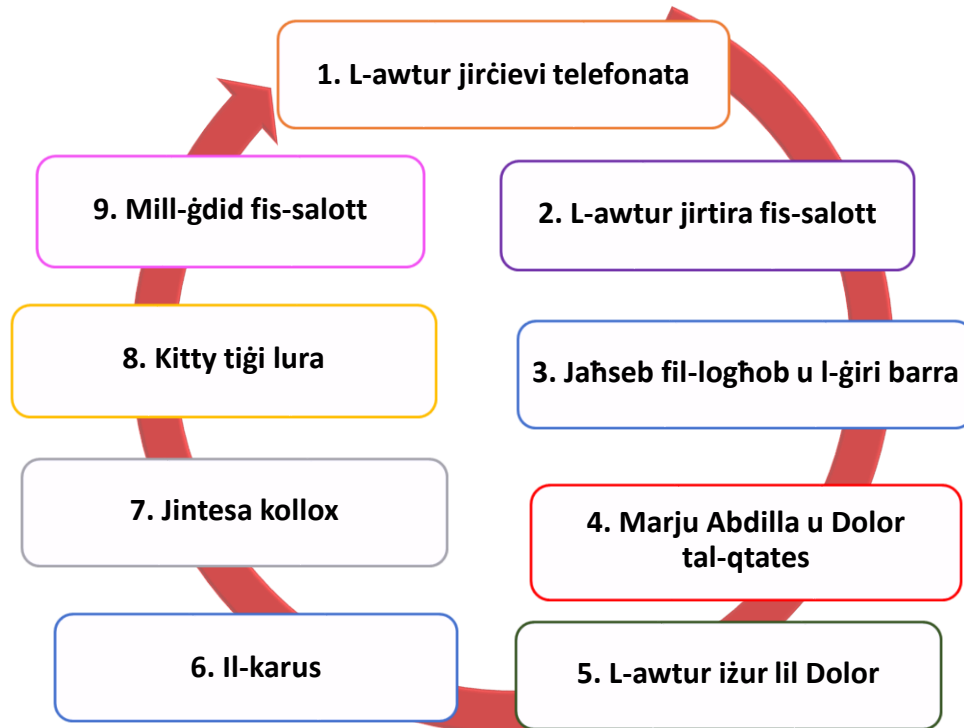 1. L-awtur jirċievi telefonata
2. L-awtur jirtira fis-salott
3. Jaħseb fil-logħob u l-ġiri barra
4. Marju Abdilla u Dolor
tal-qtates
5. L-awtur iżur lil Dolor
6. Il-karus
7. Jintesa kollox
8. Kitty tiġi lura
9. Mill-ġdid fis-salott